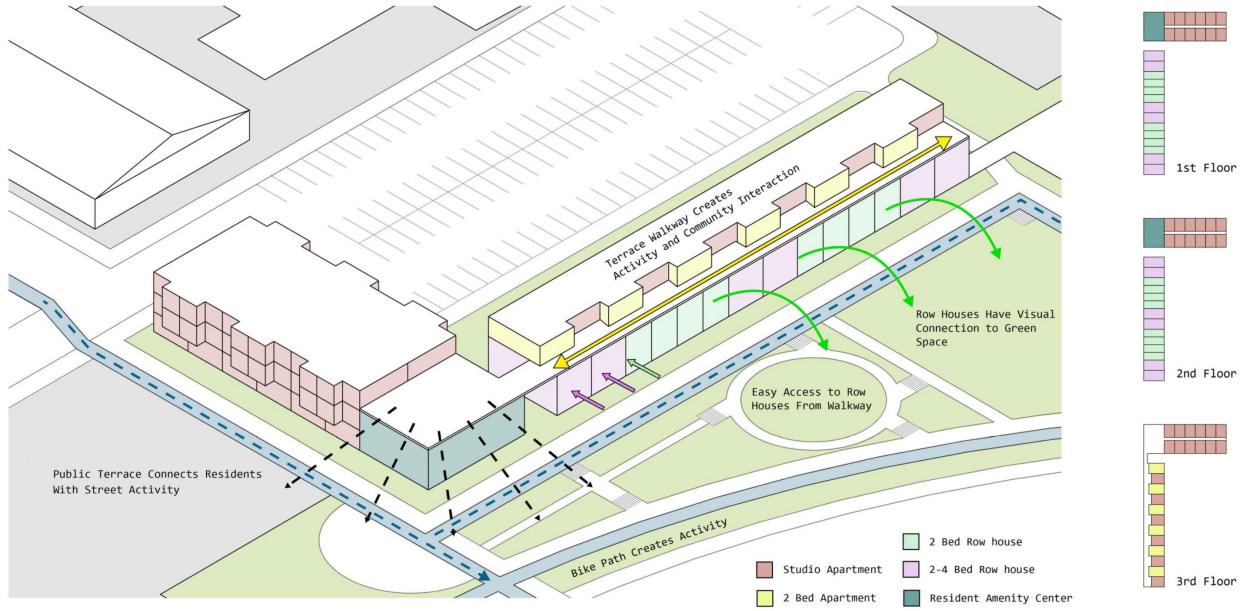 Terrace Walkway Creates
Activity and Community Interaction
Row Houses Have Visual
Connection to Green
Space
Easy Access to Row
Houses From Walkway
Public Terrace Connects Residents
With Street Activity
Bike Path Creates Activity
Studio Apartment
2 Bed Apartment
2 Bed Row house
2-4 Bed Row house
Resident Amenity Center
1st Floor
2nd Floor
3rd Floor